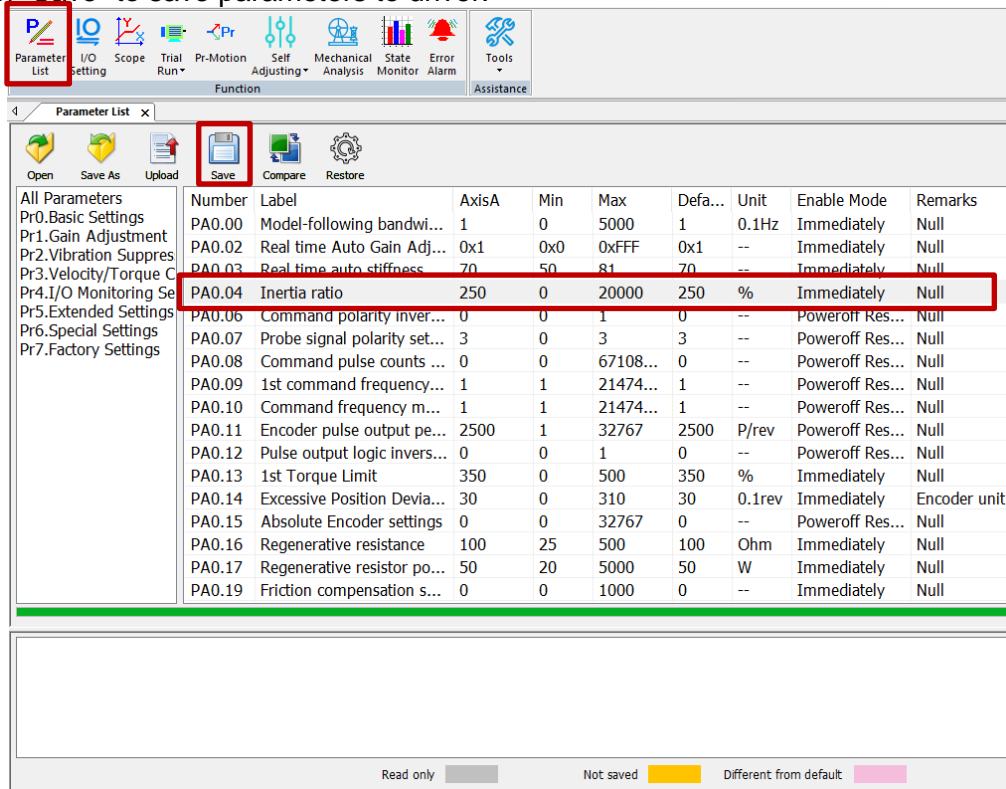 to save parameters to
P IO Y X Pr
Parameter List
I/O Setting
Scope
Trial Run
Pr-Motion
Self Adjusting
Mechanical Analysis
State Monitor
Error Alarm
Tools
Function
Assistance
Parameter List x
Open Save As Upload Save Compare Restore
All Parameters
Pr0.Basic Settings
Pr1.Gain Adjustment
Pr2.Vibration Suppres
Pr3.Velocity/Torque C
Pr4.I/O Monitoring Se
Pr5.Extended Settings
Pr6.Special Settings
Pr7.Factory Settings
Number Label AxisA Min Max Defa... Unit Enable Mode Remarks
PA0.00 Model-following bandwi... 1 0 5000 1 0.1Hz Immediately Null
PA0.02 Real time Auto Gain Adj... 0x1 0x0 0xFFF 0x1 -- Immediately Null
PA0.03 Real time auto stiffness 70 50 81 70 -- Immediately Null
PA0.04 Inertia ratio 250 0 20000 250 % Immediately Null
PA0.06 Command polarity inver... 0 0 1 0 -- Poweroff Res... Null
PA0.07 Probe signal polarity set... 3 0 3 3 -- Poweroff Res... Null
PA0.08 Command pulse counts ... 0 0 67108... 0 -- Poweroff Res... Null
PA0.09 1st command frequency... 1 1 21474... 1 -- Poweroff Res... Null
PA0.10 Command frequency m... 1 1 21474... 1 -- Poweroff Res... Null
PA0.11 Encoder pulse output pe... 2500 1 32767 2500 P/rev Poweroff Res... Null
PA0.12 Pulse output logic invers... 0 0 1 0 -- Poweroff Res... Null
PA0.13 1st Torque Limit 350 0 500 350 % Immediately Null
PA0.14 Excessive Position Devia... 30 0 310 30 0.1rev Immediately Encoder unit
PA0.15 Absolute Encoder settings 0 0 32767 0 -- Poweroff Res... Null
PA0.16 Regenerative resistance 100 25 500 100 Ohm Immediately Null
PA0.17 Regenerative resistor po... 50 20 5000 50 W Immediately Null
PA0.19 Friction compensation s... 0 0 1000 0 -- Immediately Null
Read only Not saved Different from default